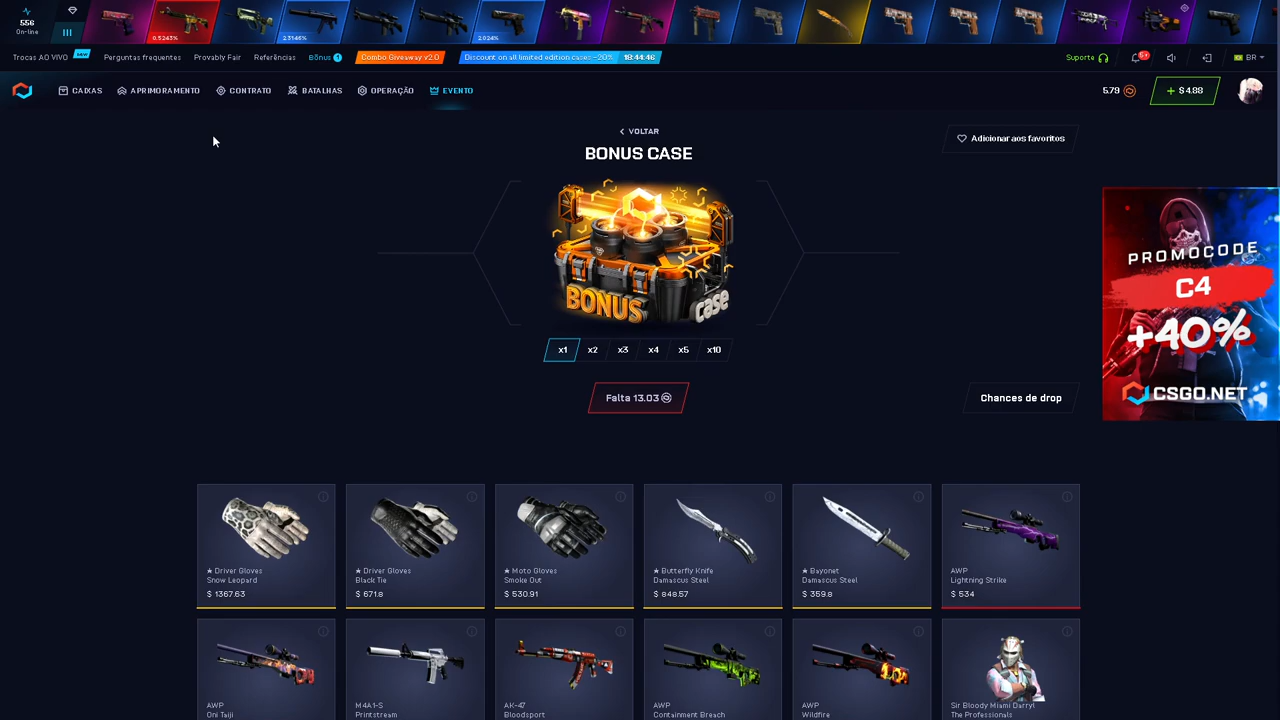 556
On-line
0.5243%
2.3146%
2.024%
Trocas AO VIVO
NEW
Perguntas frequentes
Provably Fair
Referências
Bônus 1
Combo Giveaway v2.0
Discount on all limited edition cases -20%
18:44:46
Suporte
5+
BR
CAIXAS
APRIMORAMENTO
CONTRATO
BATALHAS
OPERAÇÃO
EVENTO
5.79
+ $ 4.88
VOLTAR
Adicionar aos favoritos
BONUS CASE
BONUS case
PROMOCODE
C4
+40%
CSGO.NET
x1
x2
x3
x4
x5
x10
Falta 13.03
Chances de drop
★ Driver Gloves
Snow Leopard
$ 1367.63
★ Driver Gloves
Black Tie
$ 671.8
★ Moto Gloves
Smoke Out
$ 530.91
★ Butterfly Knife
Damascus Steel
$ 848.57
★ Bayonet
Damascus Steel
$ 359.8
AWP
Lightning Strike
$ 534
AWP
Oni Taiji
M4A1-S
Printstream
AK-47
Bloodsport
AWP
Containment Breach
AWP
Wildfire
Sir Bloody Miami Darryl
The Professionals